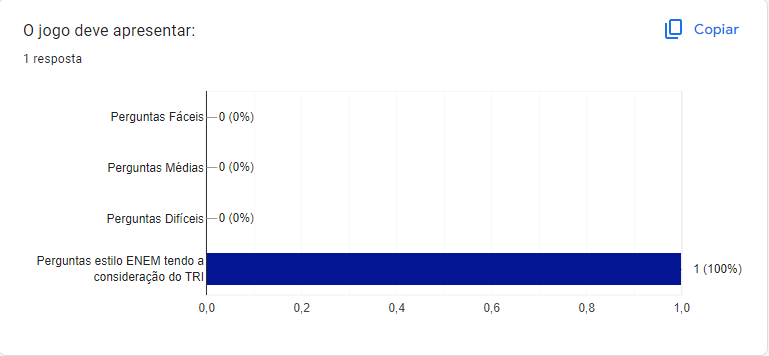 O jogo deve apresentar:
Copiar
1 resposta
Perguntas Fáceis
0 (0%)
Perguntas Médias
0 (0%)
Perguntas Difíceis
0 (0%)
Perguntas estilo ENEM tendo a
consideração do TRI
1 (100%)
0,0
0,2
0,4
0,6
0,8
1,0